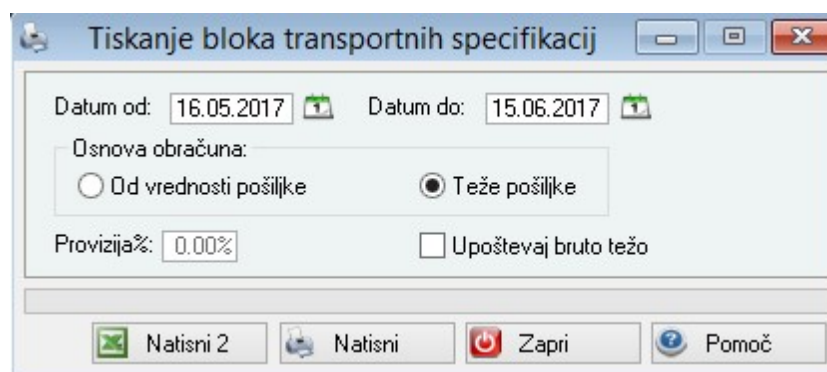 Tiskanje bloka transportnih specifikacij
Datum od: 16.05.2017 Datum do: 15.06.2017
Osnova obračuna:
Od vrednosti pošiljke Teže pošiljke
Provizija%: 0.00% Upoštevaj bruto težo
Natisni 2 Natisni Zapri Pomoč